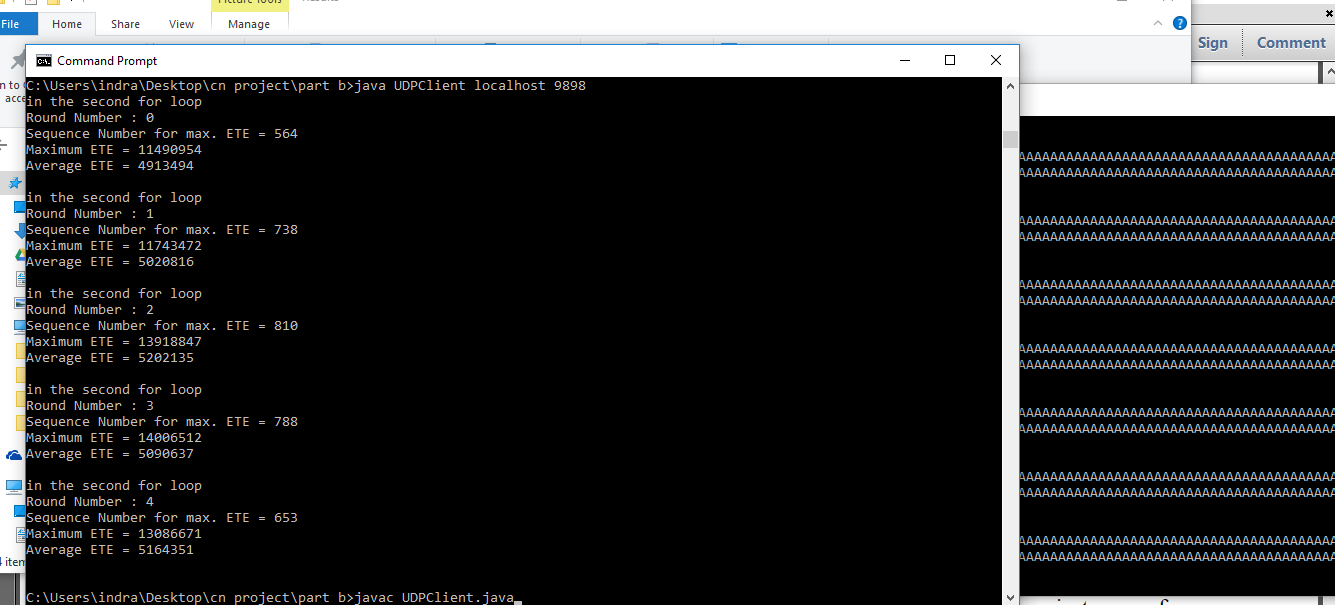 Picture Tools
File Home Share View Manage
Sign Comment
Command Prompt
C:\Users\indra\Desktop\cn project\part b>java UDPClient localhost 9898
in the second for loop
Round Number : 0
Sequence Number for max. ETE = 564
Maximum ETE = 11490954
Average ETE = 4913494
in the second for loop
Round Number : 1
Sequence Number for max. ETE = 738
Maximum ETE = 11743472
Average ETE = 5020816
in the second for loop
Round Number : 2
Sequence Number for max. ETE = 810
Maximum ETE = 13918847
Average ETE = 5202135
in the second for loop
Round Number : 3
Sequence Number for max. ETE = 788
Maximum ETE = 14006512
Average ETE = 5090637
in the second for loop
Round Number : 4
Sequence Number for max. ETE = 653
Maximum ETE = 13086671
Average ETE = 5164351
C:\Users\indra\Desktop\cn project\part b>javac UDPClient.java